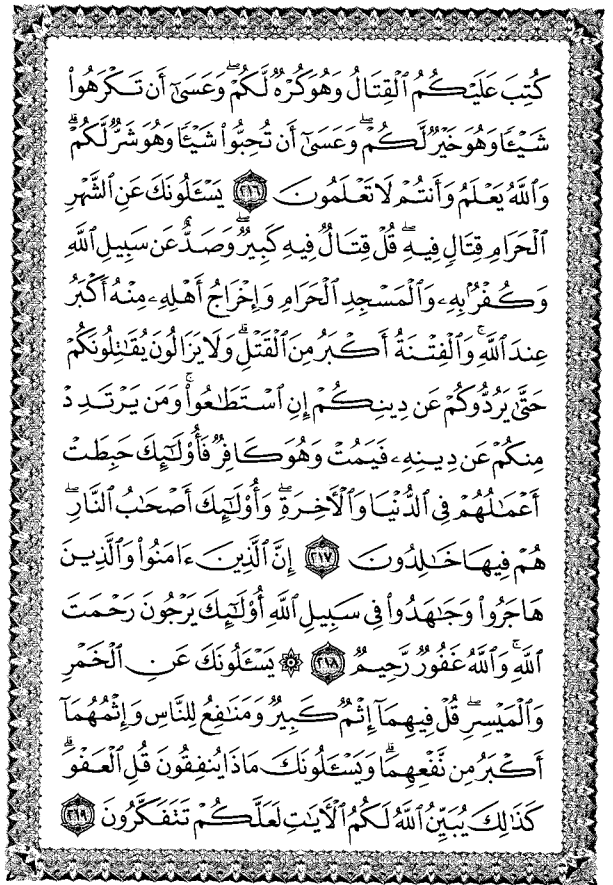 كُتِبَ عَلَيْكُمُ ٱلْقِتَالُ وَهُوَ كُرْهٌ لَّكُمْ ۖ وَعَسَىٰٓ أَن تَكْرَهُوا۟
شَيْـًٔا وَهُوَ خَيْرٌ لَّكُمْ ۖ وَعَسَىٰٓ أَن تُحِبُّوا۟ شَيْـًٔا وَهُوَ شَرٌّ لَّكُمْ ۗ
وَٱللَّهُ يَعْلَمُ وَأَنتُمْ لَا تَعْلَمُونَ ٢١٦ يَسْـَٔلُونَكَ عَنِ ٱلشَّهْرِ
ٱلْحَرَامِ قِتَالٍ فِيهِ ۖ قُلْ قِتَالٌ فِيهِ كَبِيرٌ ۖ وَصَدٌّ عَن سَبِيلِ ٱللَّهِ
وَكُفْرٌۢ بِهِۦ وَٱلْمَسْجِدِ ٱلْحَرَامِ وَإِخْرَاجُ أَهْلِهِۦ مِنْهُ أَكْبَرُ
عِندَ ٱللَّهِ ۚ وَٱلْفِتْنَةُ أَكْبَرُ مِنَ ٱلْقَتْلِ ۗ وَلَا يَزَالُونَ يُقَـٰتِلُونَكُمْ
حَتَّىٰ يَرُدُّوكُمْ عَن دِينِكُمْ إِنِ ٱسْتَطَـٰعُوا۟ ۚ وَمَن يَرْتَدِدْ
مِنكُمْ عَن دِينِهِۦ فَيَمُتْ وَهُوَ كَافِرٌ فَأُو۟لَـٰٓئِكَ حَبِطَتْ
أَعْمَـٰلُهُمْ فِى ٱلدُّنْيَا وَٱلْـَٔاخِرَةِ ۖ وَأُو۟لَـٰٓئِكَ أَصْحَـٰبُ ٱلنَّارِ ۖ
هُمْ فِيهَا خَـٰلِدُونَ ٢١٧ إِنَّ ٱلَّذِينَ ءَامَنُوا۟ وَٱلَّذِينَ
هَاجَرُوا۟ وَجَـٰهَدُوا۟ فِى سَبِيلِ ٱللَّهِ أُو۟لَـٰٓئِكَ يَرْجُونَ رَحْمَتَ
ٱللَّهِ ۚ وَٱللَّهُ غَفُورٌ رَّحِيمٌ ٢١٨ ۞ يَسْـَٔلُونَكَ عَنِ ٱلْخَمْرِ
وَٱلْمَيْسِرِ ۖ قُلْ فِيهِمَآ إِثْمٌ كَبِيرٌ وَمَنَـٰفِعُ لِلنَّاسِ وَإِثْمُهُمَآ
أَكْبَرُ مِن نَّفْعِهِمَا ۗ وَيَسْـَٔلُونَكَ مَاذَا يُنفِقُونَ قُلِ ٱلْعَفْوَ ۗ
كَذَٰلِكَ يُبَيِّنُ ٱللَّهُ لَكُمُ ٱلْـَٔايَـٰتِ لَعَلَّكُمْ تَتَفَكَّرُونَ ٢١٩